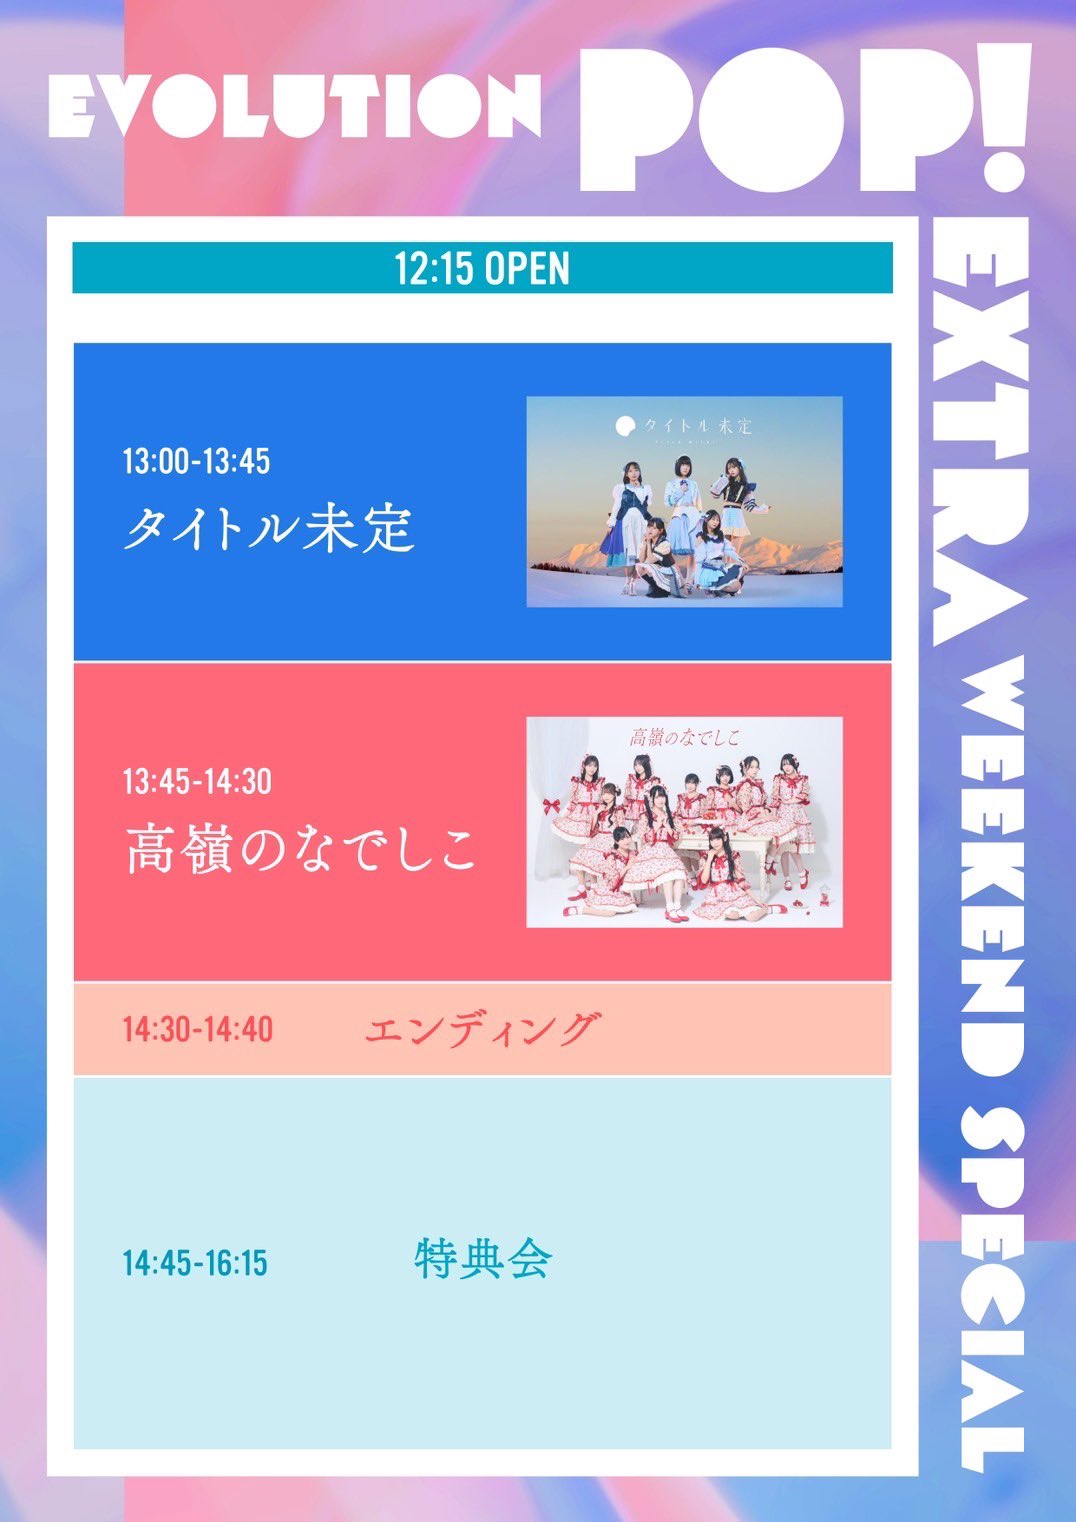 EVOLUTION POP!
EXTRA WEEKEND SPECIAL
12:15 OPEN
13:00-13:45
タイトル未定
タイトル未定
13:45-14:30
高嶺のなでしこ
高嶺のなでしこ
14:30-14:40 エンディング
14:45-16:15 特典会